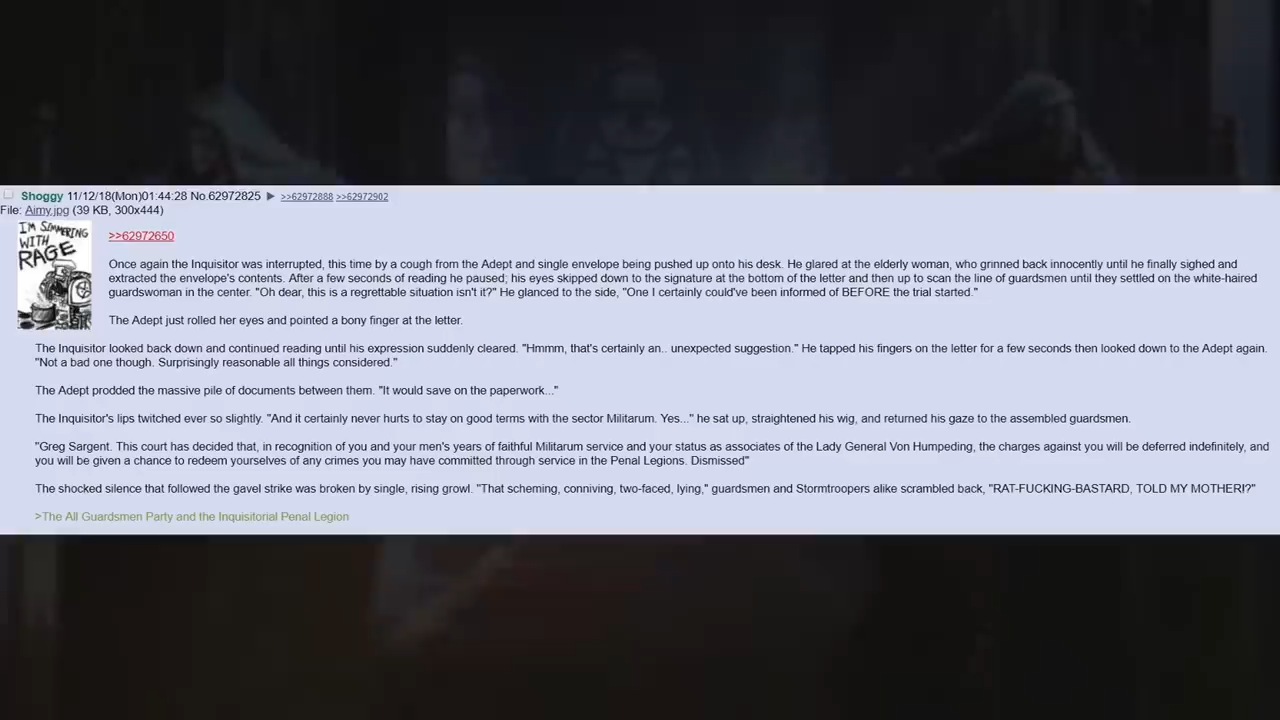 Shoggy 11/12/18(Mon)01:44:28 No.62972825 ▶ >>62972888 >>62972902
File: Aimy.jpg (39 KB, 300x444)
I'M SIMMERING
WITH
RAGE
>>62972650
Once again the Inquisitor was interrupted, this time by a cough from the Adept and single envelope being pushed up onto his desk. He glared at the elderly woman, who grinned back innocently until he finally sighed and
extracted the envelope's contents. After a few seconds of reading he paused; his eyes skipped down to the signature at the bottom of the letter and then up to scan the line of guardsmen until they settled on the white-haired
guardswoman in the center. "Oh dear, this is a regrettable situation isn't it?" He glanced to the side, "One I certainly could've been informed of BEFORE the trial started."
The Adept just rolled her eyes and pointed a bony finger at the letter.
The Inquisitor looked back down and continued reading until his expression suddenly cleared. "Hmmm, that's certainly an.. unexpected suggestion." He tapped his fingers on the letter for a few seconds then looked down to the Adept again.
"Not a bad one though. Surprisingly reasonable all things considered."
The Adept prodded the massive pile of documents between them. "It would save on the paperwork..."
The Inquisitor's lips twitched ever so slightly. "And it certainly never hurts to stay on good terms with the sector Militarum. Yes..." he sat up, straightened his wig, and returned his gaze to the assembled guardsmen.
"Greg Sargent. This court has decided that, in recognition of you and your men's years of faithful Militarum service and your status as associates of the Lady General Von Humpeding, the charges against you will be deferred indefinitely, and
you will be given a chance to redeem yourselves of any crimes you may have committed through service in the Penal Legions. Dismissed"
The shocked silence that followed the gavel strike was broken by single, rising growl. "That scheming, conniving, two-faced, lying," guardsmen and Stormtroopers alike scrambled back, "RAT-FUCKING-BASTARD, TOLD MY MOTHER!?"
>The All Guardsmen Party and the Inquisitorial Penal Legion